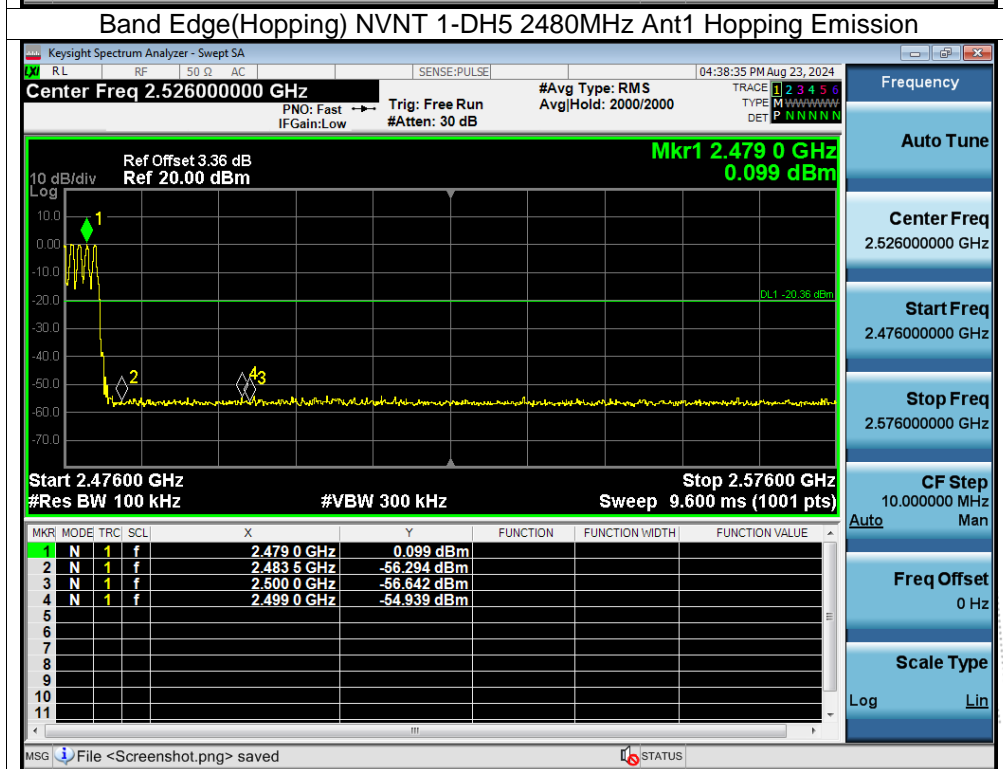 Band Edge(Hopping) NVNT 1-DH5 2480MHz Ant1 Hopping Emission
Keysight Spectrum Analyzer - Swept SA
LXI RL RF 50 Ω AC SENSE:PULSE 04:38:35 PM Aug 23, 2024
Center Freq 2.526000000 GHz
PNO: Fast
IFGain:Low
Trig: Free Run
#Atten: 30 dB
#Avg Type: RMS
Avg|Hold: 2000/2000
TRACE 1 2 3 4 5 6
TYPE M WWWWW
DET P N N N N N
Frequency
Auto Tune
Center Freq
2.526000000 GHz
Start Freq
2.476000000 GHz
Stop Freq
2.576000000 GHz
CF Step
10.000000 MHz
Auto Man
Freq Offset
0 Hz
Scale Type
Log Lin
Ref Offset 3.36 dB
10 dB/div Ref 20.00 dBm
Log
Mkr1 2.479 0 GHz
0.099 dBm
10.0
0.00
-10.0
-20.0
-30.0
-40.0
-50.0
-60.0
-70.0
1
DL1 -20.36 dBm
2
4 3
Start 2.47600 GHz Stop 2.57600 GHz
#Res BW 100 kHz #VBW 300 kHz Sweep 9.600 ms (1001 pts)
MKR MODE TRC SCL X Y FUNCTION FUNCTION WIDTH FUNCTION VALUE
1 N 1 f 2.479 0 GHz 0.099 dBm
2 N 1 f 2.483 5 GHz -56.294 dBm
3 N 1 f 2.500 0 GHz -56.642 dBm
4 N 1 f 2.499 0 GHz -54.939 dBm
5
6
7
8
9
10
11
MSG File <Screenshot.png> saved STATUS